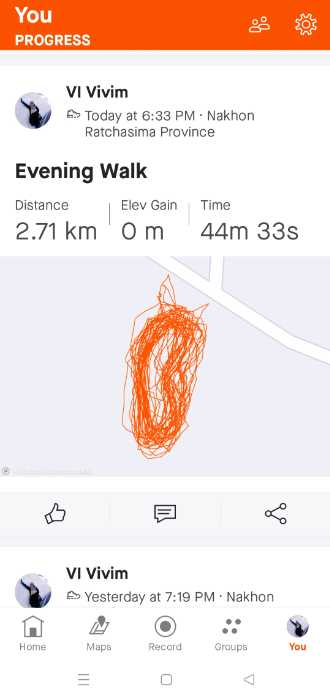 You
PROGRESS
VI Vivim
Today at 6:33 PM · Nakhon
Ratchasima Province
Evening Walk
Distance
Elev Gain
Time
2.71 km
0 m
44m 33s
VI Vivim
Yesterday at 7:19 PM · Nakhon
Home
Maps
Record
Groups
You